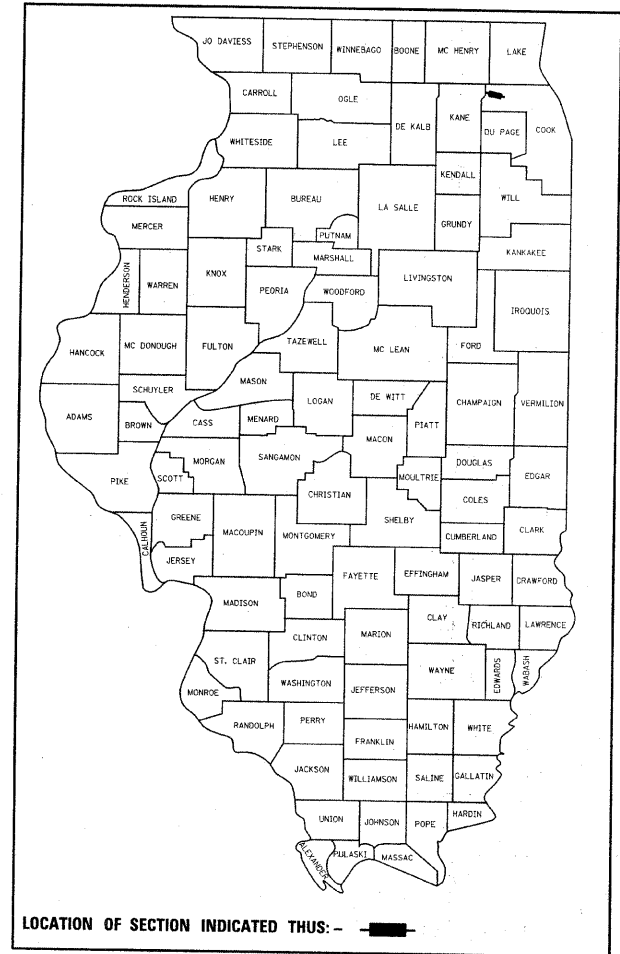 JO DAVIESS STEPHENSON WINNEBAGO BOONE MC HENRY LAKE
CARROLL OGLE DE KALB KANE COOK
DU PAGE
WHITESIDE LEE
KENDALL
ROCK ISLAND HENRY BUREAU LA SALLE WILL
MERCER PUTNAM GRUNDY
STARK MARSHALL KANKAKEE
HENDERSON WARREN KNOX PEORIA WOODFORD LIVINGSTON
IROQUOIS
HANCOCK MC DONOUGH FULTON TAZEWELL MC LEAN FORD
MASON
SCHUYLER LOGAN DE WITT CHAMPAIGN VERMILION
ADAMS BROWN CASS MENARD MACON PIATT
PIKE SCOTT MORGAN SANGAMON MOULTRIE DOUGLAS EDGAR
CHRISTIAN COLES
CALHOUN GREENE MACOUPIN MONTGOMERY SHELBY CUMBERLAND CLARK
JERSEY
FAYETTE EFFINGHAM JASPER DRAWFORD
MADISON BOND
CLINTON MARION CLAY RICHLAND LAWRENCE
ST. CLAIR WAYNE EDWARDS WABASH
MONROE WASHINGTON JEFFERSON
RANDOLPH PERRY HAMILTON WHITE
FRANKLIN
JACKSON WILLIAMSON SALINE GALLATIN
UNION JOHNSON POPE HARDIN
ALEXANDER PULASKI MASSAC
LOCATION OF SECTION INDICATED THUS: -